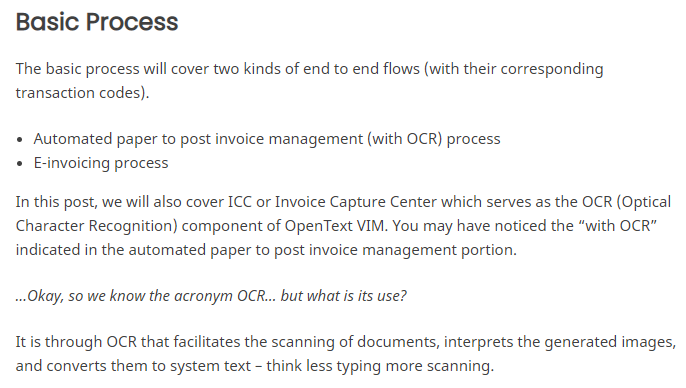 Basic Process
The basic process will cover two kinds of end to end flows (with their corresponding
transaction codes).
• Automated paper to post invoice management (with OCR) process
• E-invoicing process
In this post, we will also cover ICC or Invoice Capture Center which serves as the OCR (Optical
Character Recognition) component of OpenText VIM. You may have noticed the “with OCR”
indicated in the automated paper to post invoice management portion.
…Okay, so we know the acronym OCR… but what is its use?
It is through OCR that facilitates the scanning of documents, interprets the generated images,
and converts them to system text – think less typing more scanning.